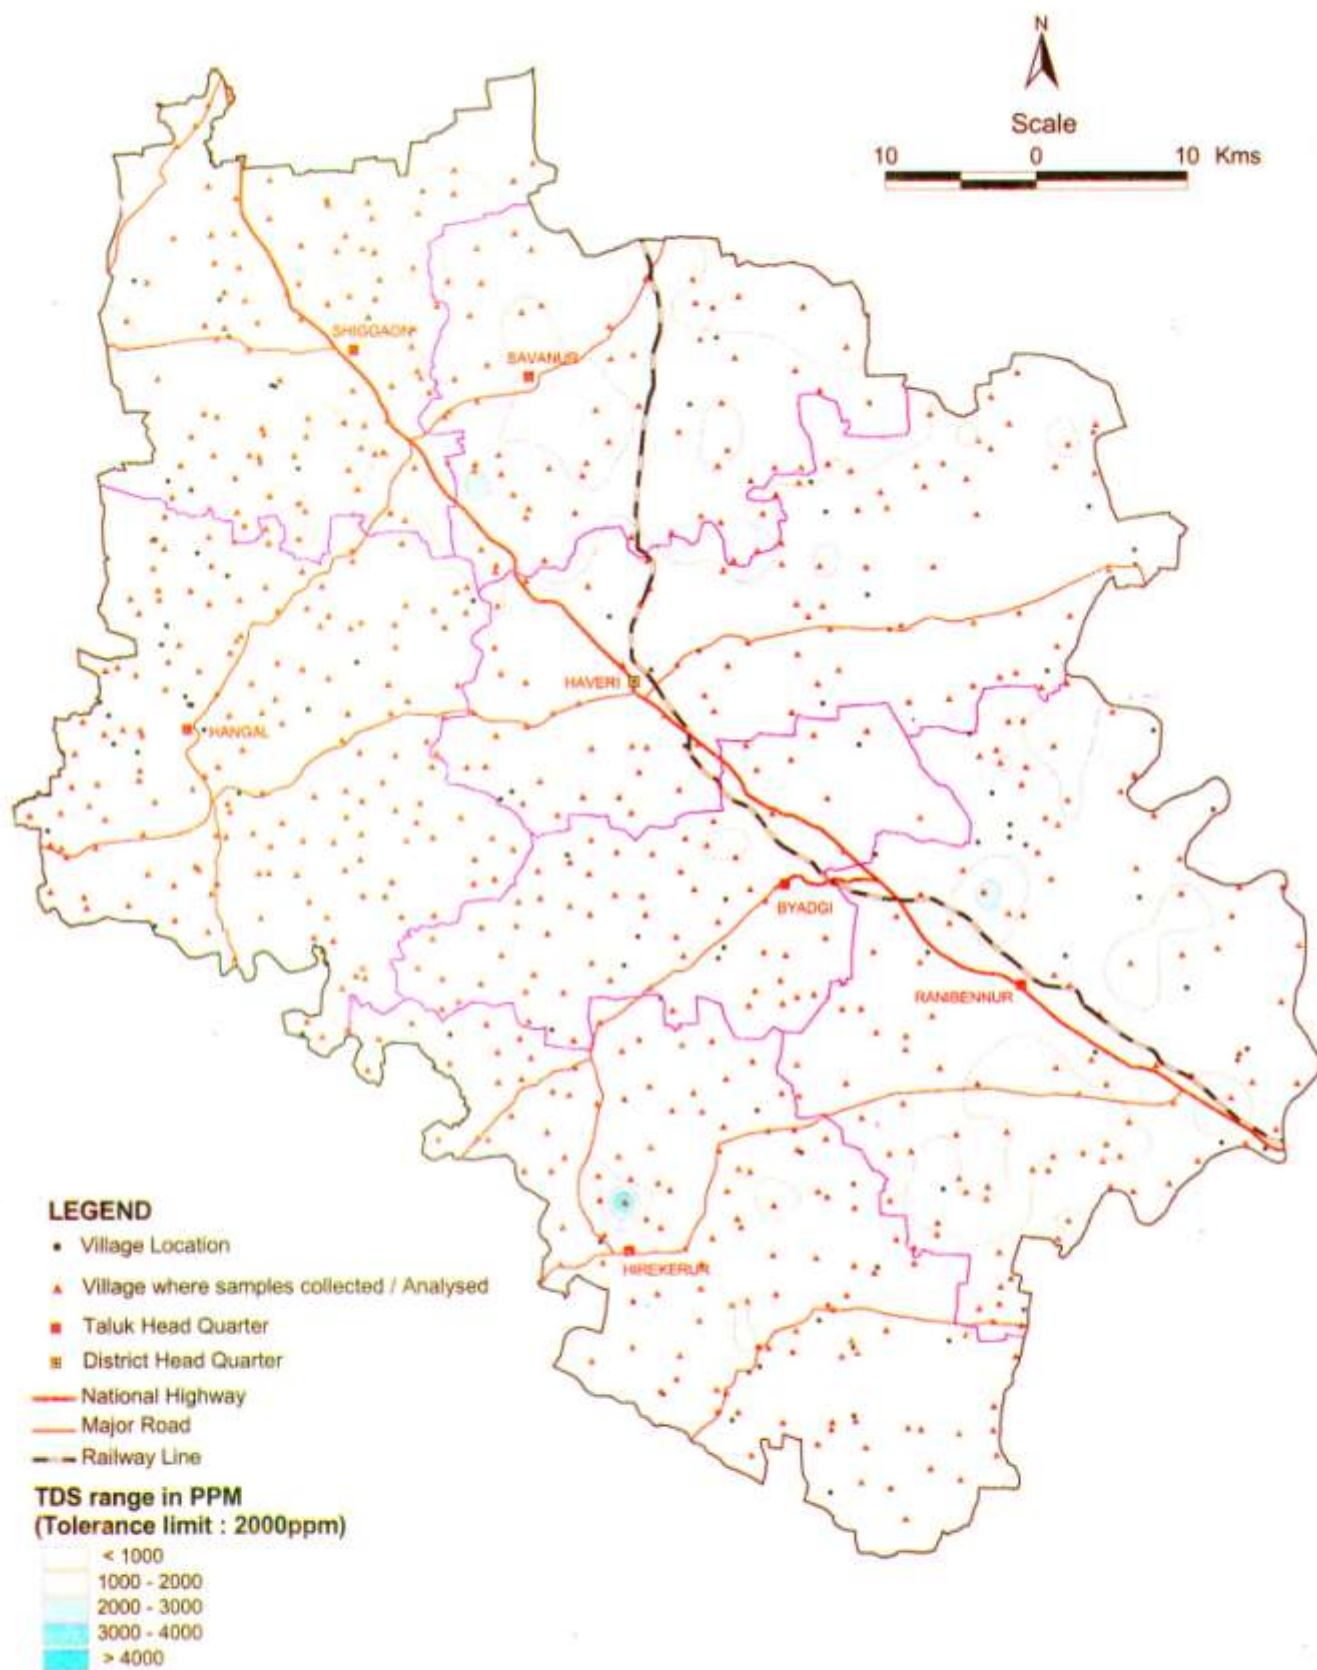 N
Scale
10 0 10 Kms
SHIGGAON
SAVANUR
HAVERI
HANGAL
BYADGI
RANIBENNUR
HIREKERUR
LEGEND
Village Location
Village where samples collected / Analysed
Taluk Head Quarter
District Head Quarter
National Highway
Major Road
Railway Line
TDS range in PPM
(Tolerance limit : 2000ppm)
< 1000
1000 - 2000
2000 - 3000
3000 - 4000
> 4000